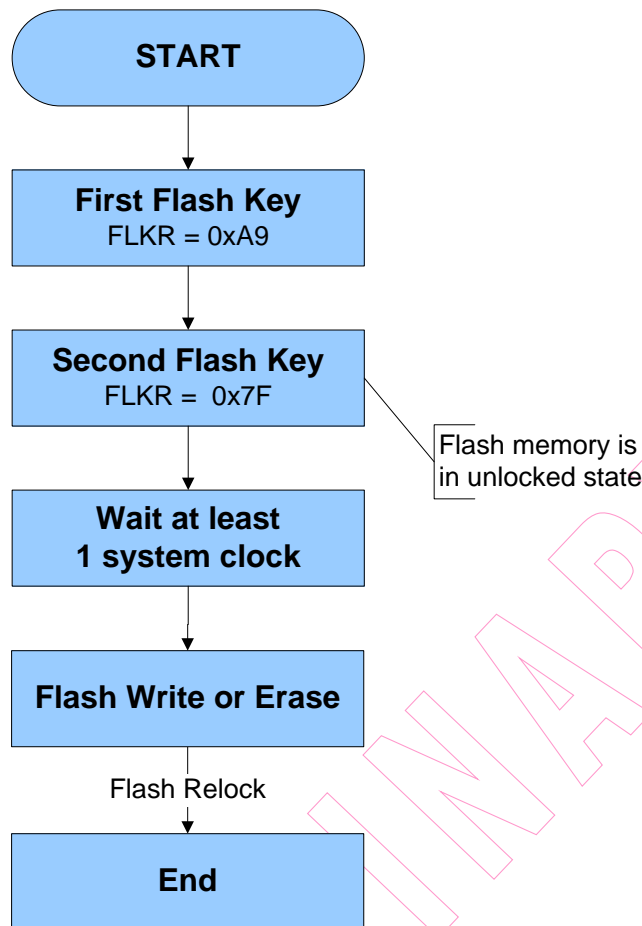 START
First Flash Key
FLKR = 0xA9
Second Flash Key
FLKR =  0x7F
Flash memory is
in unlocked state
Wait at least
1 system clock
Flash Write or Erase
Flash Relock
End